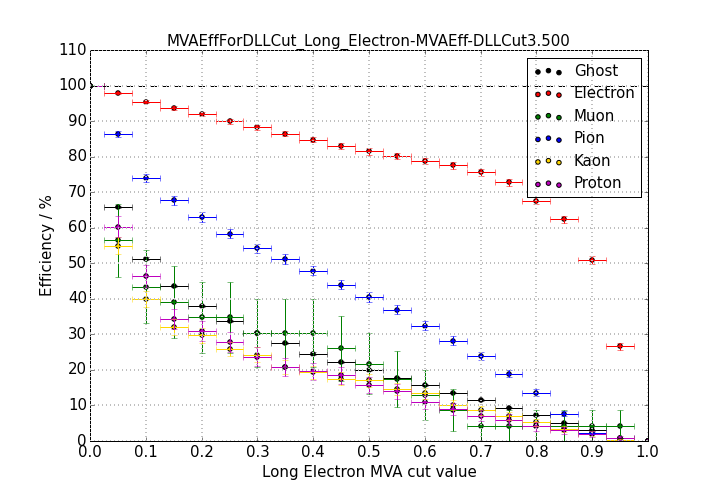 MVAEffForDLLCut_Long_Electron-MVAEff-DLLCut3.500
110
100
90
80
70
60
50
40
30
20
10
0
Efficiency / %
Ghost
Electron
Muon
Pion
Kaon
Proton
0.0 0.1 0.2 0.3 0.4 0.5 0.6 0.7 0.8 0.9 1.0
Long Electron MVA cut value